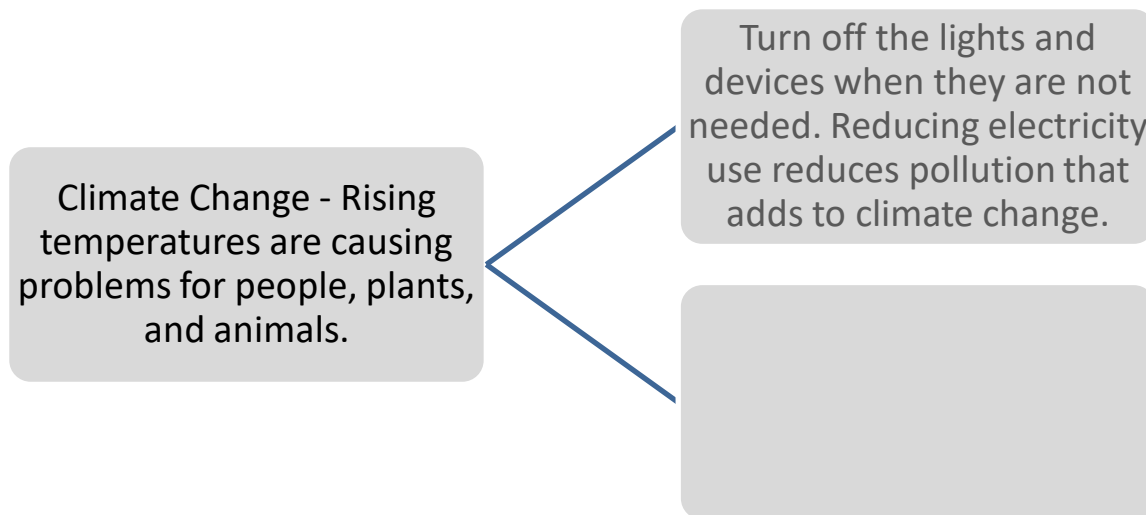 Climate Change - Rising
temperatures are causing
problems for people, plants,
and animals.
Turn off the lights and
devices when they are not
needed. Reducing electricity
use reduces pollution that
adds to climate change.